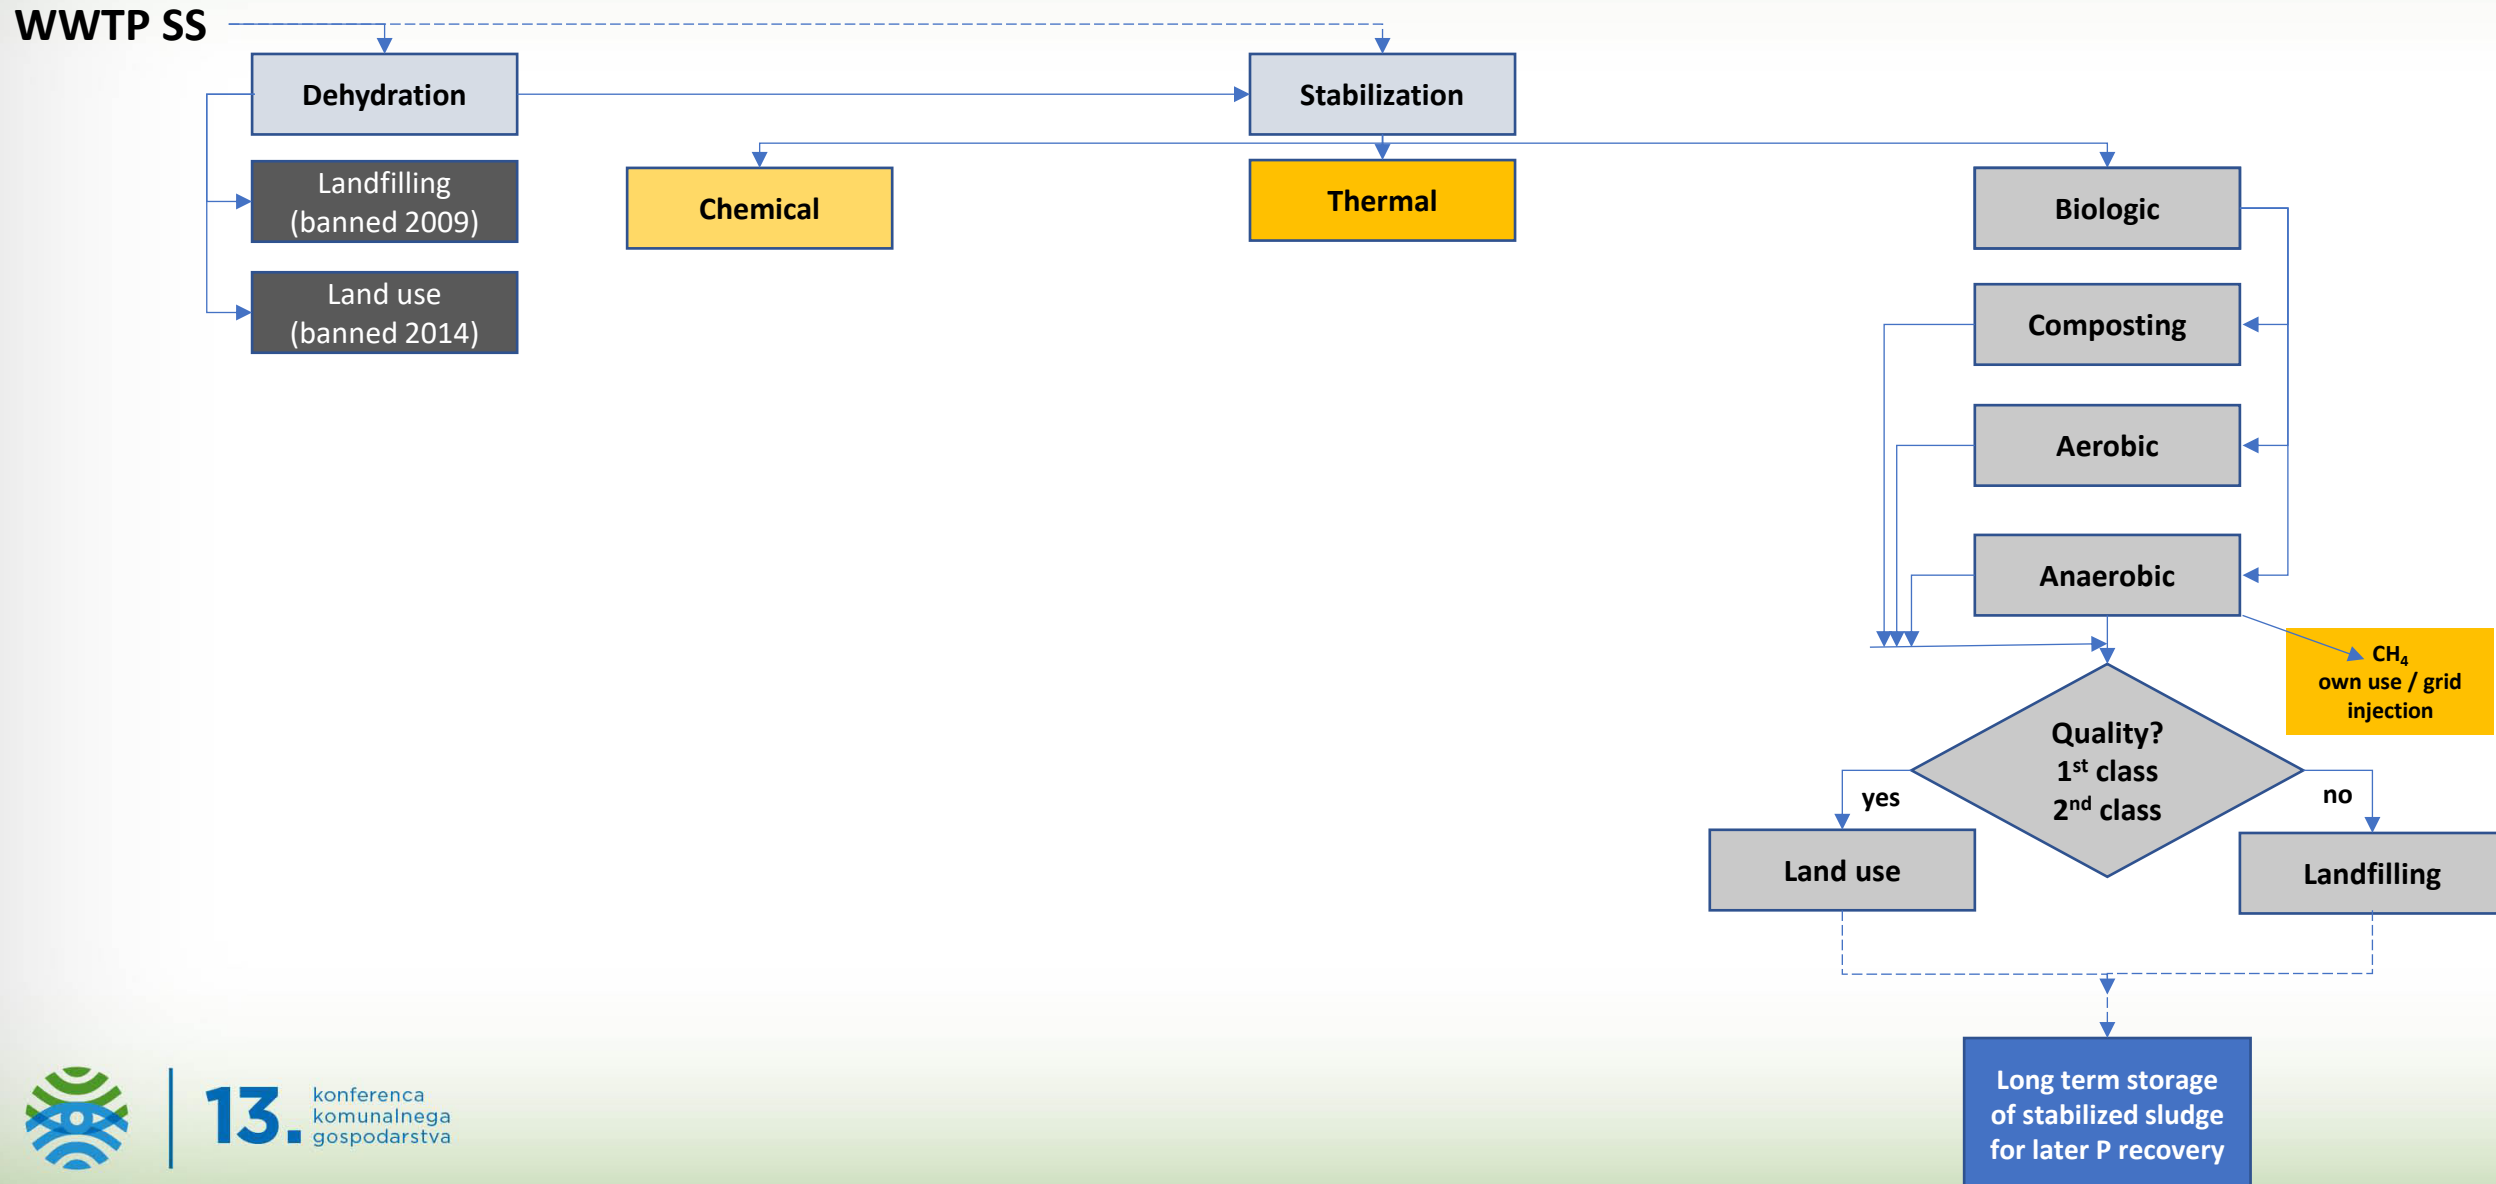 WWTP SS
Dehydration
Stabilization
Landfilling
(banned 2009)
Chemical
Thermal
Biologic
Land use
(banned 2014)
Composting
Aerobic
Anaerobic
CH₄
own use / grid
injection
Quality?
1ˢᵗ class
2ⁿᵈ class
yes
no
Land use
Landfilling
Long term storage
of stabilized sludge
for later P recovery
13.
konferenca
komunalnega
gospodarstva